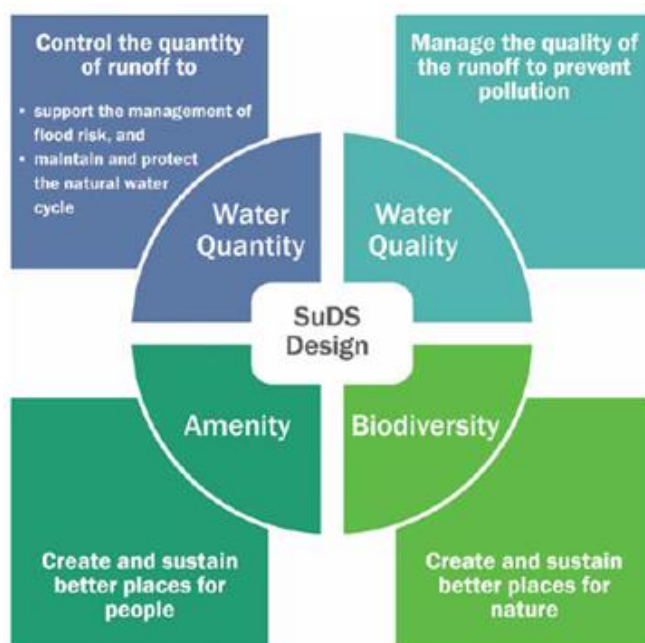 Control the quantity
of runoff to
• support the management of
flood risk, and
• maintain and protect
the natural water
cycle
Manage the quality of
the runoff to prevent
pollution
Water
Quantity
Water
Quality
SuDS
Design
Amenity
Biodiversity
Create and sustain
better places for
people
Create and sustain
better places for
nature